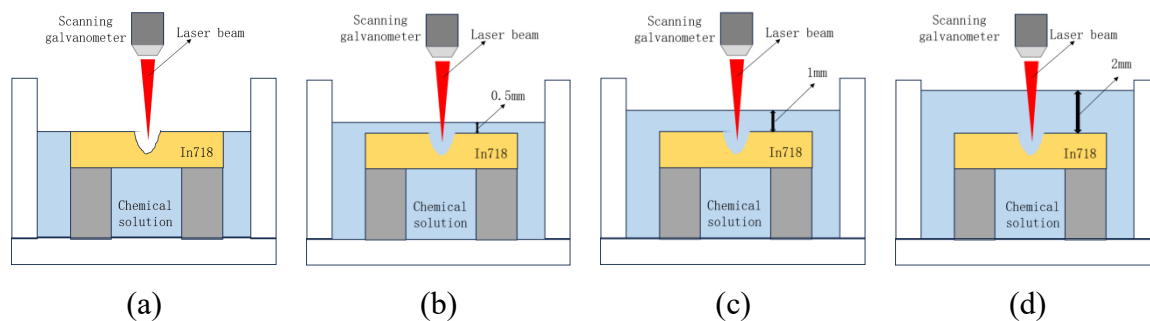 Scanning
galvanometer
Laser beam
In718
Chemical
solution
(a)
Scanning
galvanometer
Laser beam
0.5mm
In718
Chemical
solution
(b)
Scanning
galvanometer
Laser beam
1mm
In718
Chemical
solution
(c)
Scanning
galvanometer
Laser beam
2mm
In718
Chemical
solution
(d)